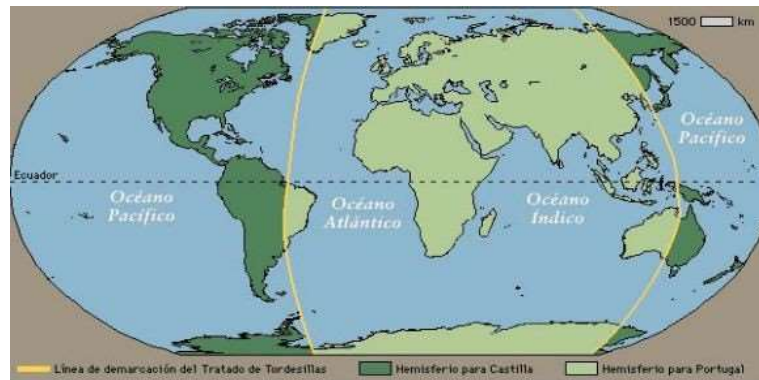 1500 km
Océano
Pacífico
Ecuador
Océano
Pacífico
Océano
Atlántico
Océano
Indico
Línea de demarcación del Tratado de Tordesillas
Hemisferio para Castilla
Hemisferio para Portugal